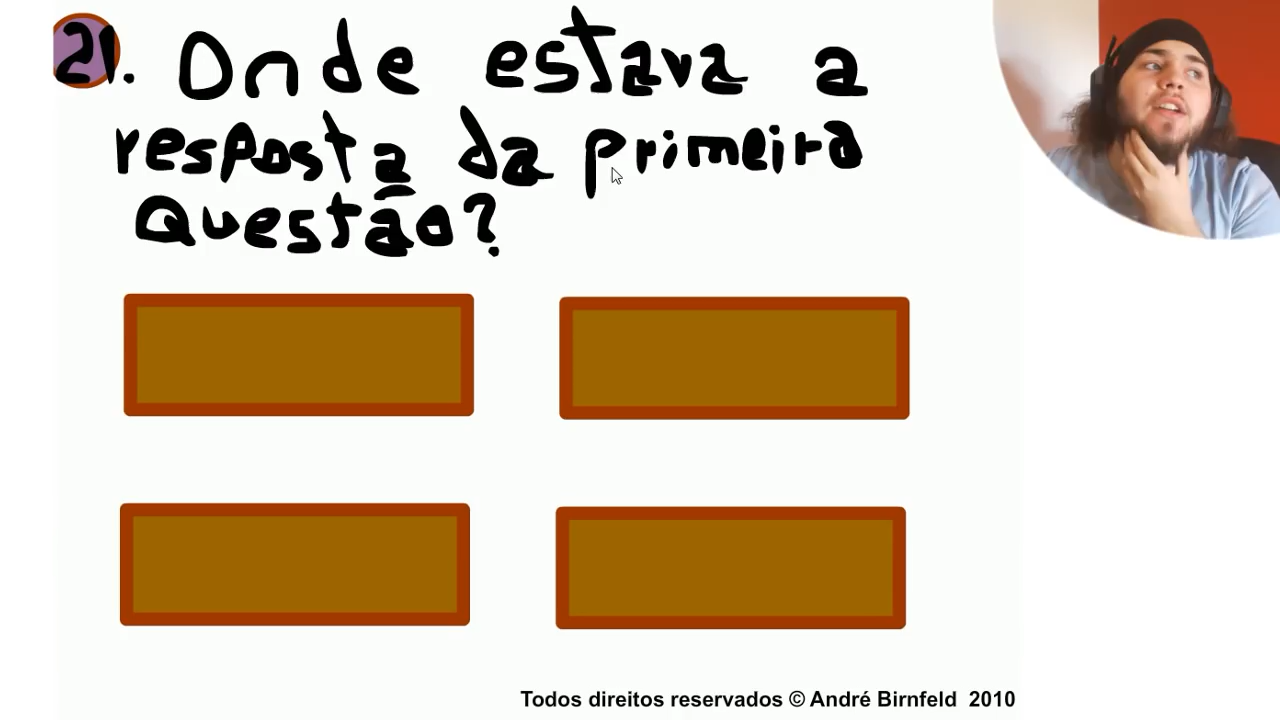 21. Onde estava a
resposta da primeira
Questão?
Todos direitos reservados © André Birnfeld 2010